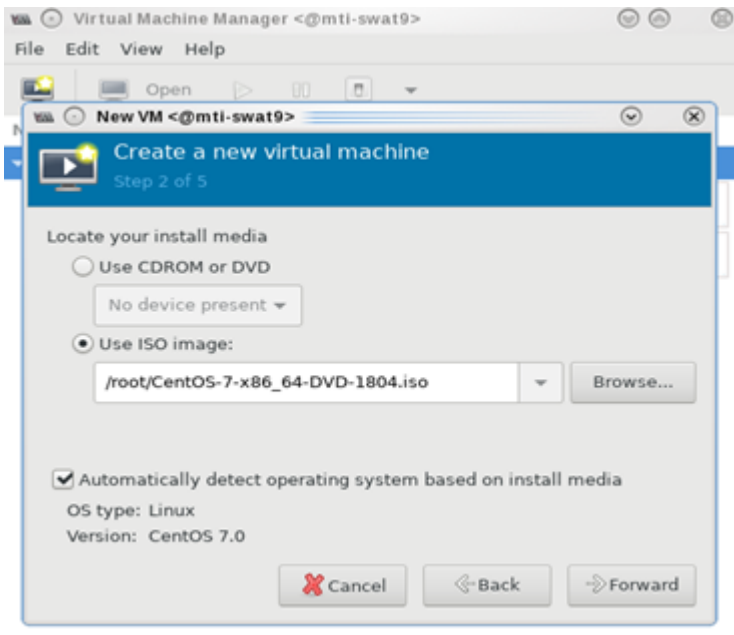 Virtual Machine Manager <@mti-swat9>
File Edit View Help
Open
New VM <@mti-swat9>
Create a new virtual machine
Step 2 of 5
Locate your install media
Use CDROM or DVD
No device present
Use ISO image:
/root/CentOS-7-x86_64-DVD-1804.iso
Browse...
Automatically detect operating system based on install media
OS type: Linux
Version: CentOS 7.0
Cancel
Back
Forward